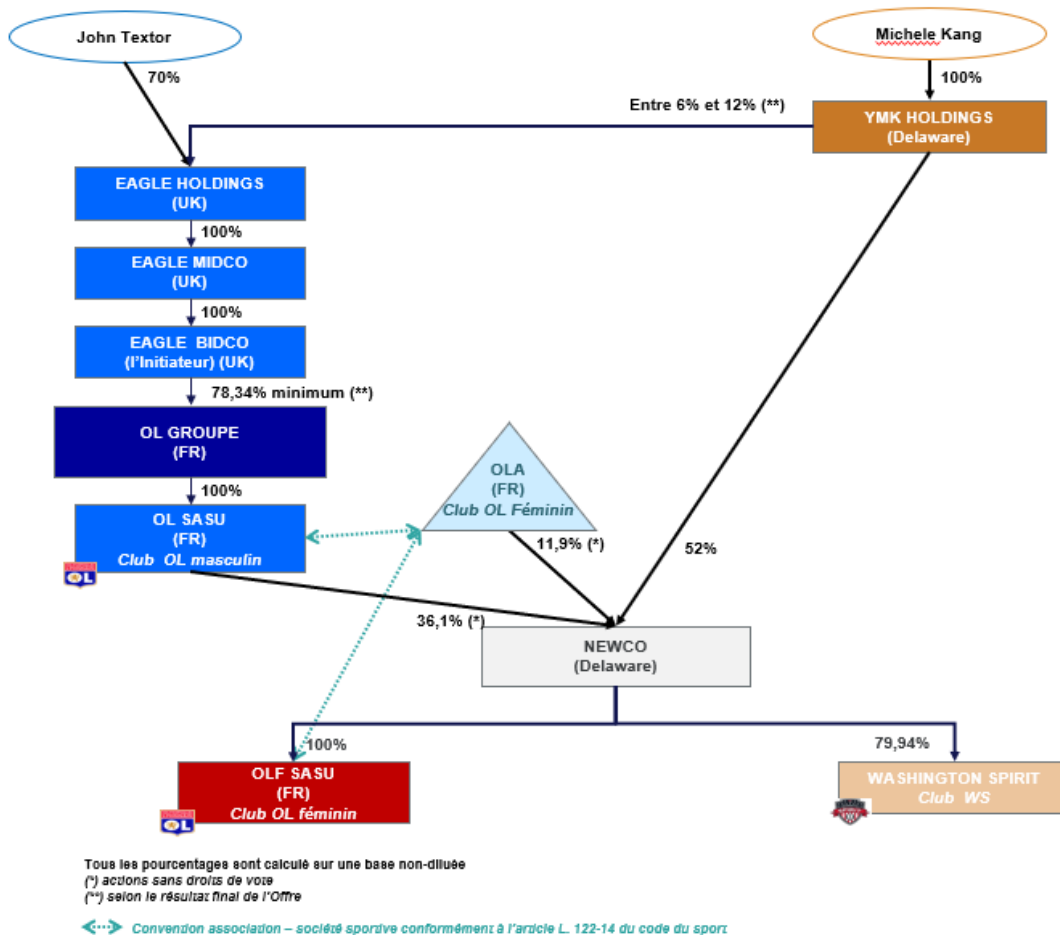 John Textor
Michele Kang
70%
100%
Entre 6% et 12% (**)
YMK HOLDINGS
(Delaware)
EAGLE HOLDINGS
(UK)
100%
EAGLE MIDCO
(UK)
100%
EAGLE BIDCO
(l'Initiateur) (UK)
78,34% minimum (**)
OL GROUPE
(FR)
OLA
(FR)
Club OL Féminin
100%
OL SASU
(FR)
Club OL masculin
OL
11,9% (*)
52%
36,1% (*)
NEWCO
(Delaware)
100%
79,94%
OLF SASU
(FR)
Club OL féminin
OL
WASHINGTON SPIRIT
Club WS
Tous les pourcentages sont calculé sur une base non-diluée
(*) actions sans droits de vote
(**) selon le résultat final de l'Offre
Convention association – société sportive conformément à l'article L. 122-14 du code du sport